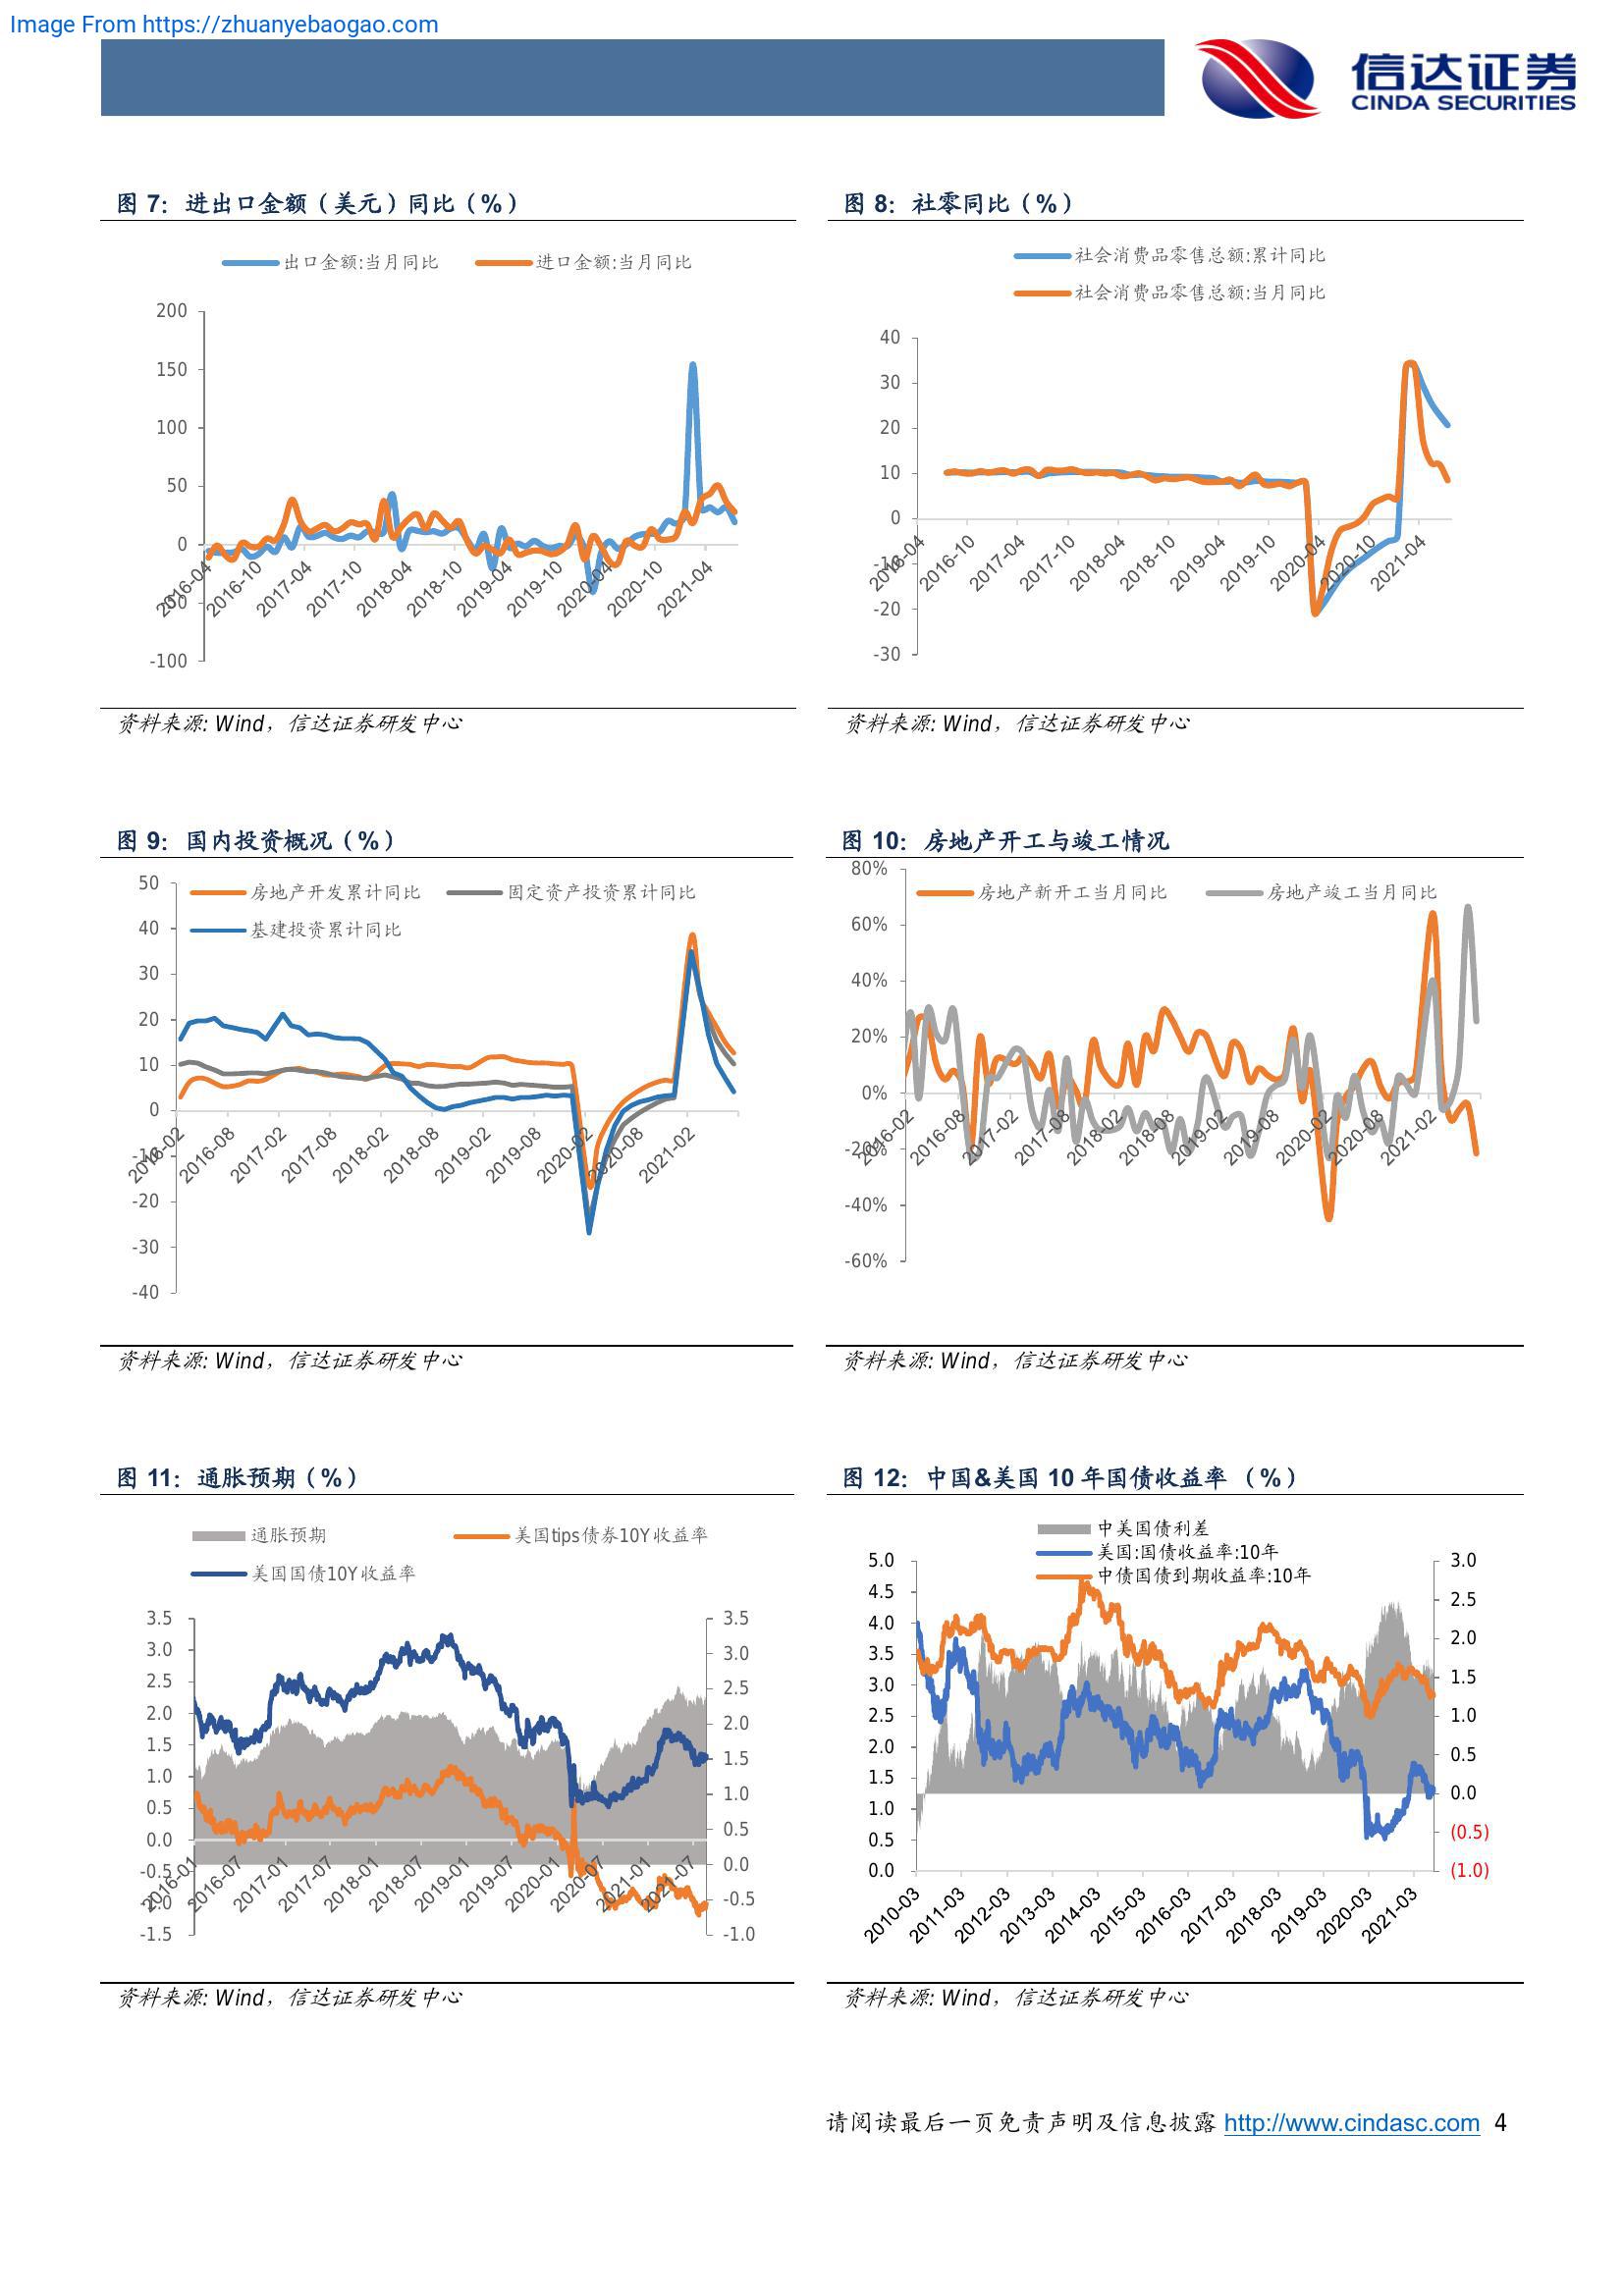 Image From https://zhuanyebaogao.com
信达证券
CINDA SECURITIES
图 7：进出口金额（美元）同比（%）
出口金额:当月同比 进口金额:当月同比
200
150
100
50
0
-50
-100
2016-04 2016-10 2017-04 2017-10 2018-04 2018-10 2019-04 2019-10 2020-04 2020-10 2021-04
资料来源: Wind，信达证券研发中心
图 8：社零同比（%）
社会消费品零售总额:累计同比
社会消费品零售总额:当月同比
40
30
20
10
0
-10
-20
-30
2016-04 2016-10 2017-04 2017-10 2018-04 2018-10 2019-04 2019-10 2020-04 2020-10 2021-04
资料来源: Wind，信达证券研发中心
图 9：国内投资概况（%）
房地产开发累计同比 固定资产投资累计同比
基建投资累计同比
50
40
30
20
10
0
-10
-20
-30
-40
2016-02 2016-08 2017-02 2017-08 2018-02 2018-08 2019-02 2019-08 2020-02 2020-08 2021-02
资料来源: Wind，信达证券研发中心
图 10：房地产开工与竣工情况
房地产新开工当月同比 房地产竣工当月同比
80%
60%
40%
20%
0%
-20%
-40%
-60%
2016-02 2016-08 2017-02 2017-08 2018-02 2018-08 2019-02 2019-08 2020-02 2020-08 2021-02
资料来源: Wind，信达证券研发中心
图 11：通胀预期（%）
通胀预期 美国tips债券10Y收益率
美国国债10Y收益率
3.5 3.5
3.0 3.0
2.5 2.5
2.0 2.0
1.5 1.5
1.0 1.0
0.5 0.5
0.0 0.0
-0.5 -0.5
-1.0 -1.0
-1.5
2016-01 2016-07 2017-01 2017-07 2018-01 2018-07 2019-01 2019-07 2020-01 2020-07 2021-01 2021-07
资料来源: Wind，信达证券研发中心
图 12：中国&美国 10 年国债收益率 （%）
中美国债利差
美国:国债收益率:10年
中债国债到期收益率:10年
5.0 3.0
4.5 2.5
4.0 2.0
3.5 1.5
3.0 1.0
2.5 0.5
2.0 0.0
1.5 (0.5)
1.0 (1.0)
0.5
0.0
2010-03 2011-03 2012-03 2013-03 2014-03 2015-03 2016-03 2017-03 2018-03 2019-03 2020-03 2021-03
资料来源: Wind，信达证券研发中心
请阅读最后一页免责声明及信息披露 http://www.cindasc.com 4